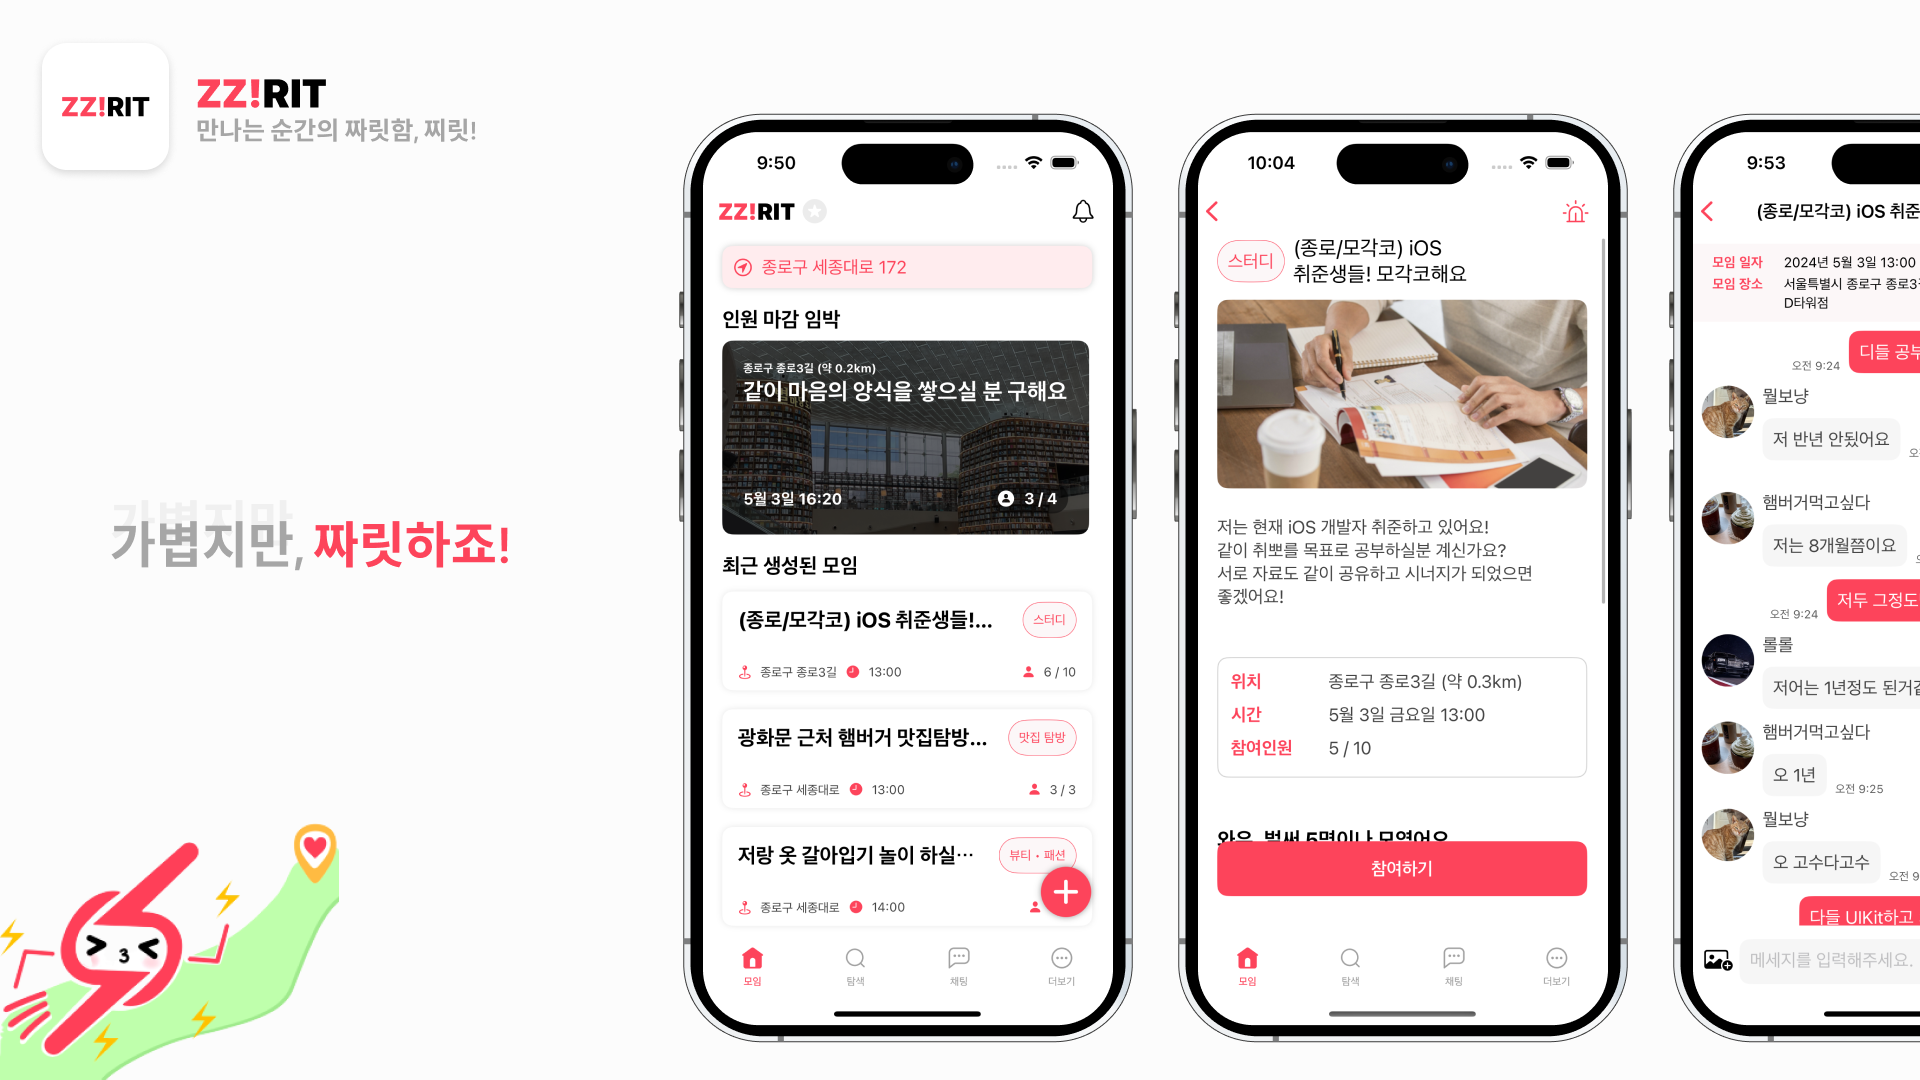 ZZ!RIT
ZZ!RIT
만나는 순간의 짜릿함, 찌릿!
가볍지만
가볍지만, 짜릿하죠!
9:50
ZZ!RIT
종로구 세종대로 172
인원 마감 임박
종로구 종로3길 (약 0.2km)
같이 마음의 양식을 쌓으실 분 구해요
5월 3일 16:20
3 / 4
최근 생성된 모임
(종로/모각코) iOS 취준생들!...
스터디
종로구 종로3길 13:00
6 / 10
광화문 근처 햄버거 맛집탐방...
맛집 탐방
종로구 세종대로 13:00
3 / 3
저랑 옷 갈아입기 놀이 하실...
뷰티 • 패션
종로구 세종대로 14:00
모임 탐색 채팅 더보기
10:04
스터디
(종로/모각코) iOS
취준생들! 모각코해요
저는 현재 iOS 개발자 취준하고 있어요!
같이 취뽀를 목표로 공부하실분 계신가요?
서로 자료도 같이 공유하고 시너지가 되었으면
좋겠어요!
위치 종로구 종로3길 (약 0.3km)
시간 5월 3일 금요일 13:00
참여인원 5 / 10
와우, 벌써 5명이나 모였어요
참여하기
모임 탐색 채팅 더보기
9:53
(종로/모각코) iOS 취준
모임 일자 2024년 5월 3일 13:00
모임 장소 서울특별시 종로구 종로3
D타워점
오전 9:24
디들 공부
뭘보냥
저 반년 안됬어요
햄버거먹고싶다
저는 8개월쯤이요
오전 9:24
저두 그정도
롤롤
저어는 1년정도 된거
햄버거먹고싶다
오 1년
오전 9:25
뭘보냥
오 고수다고수
오전 9
다들 UIKit하고
메세지를 입력해주세요.